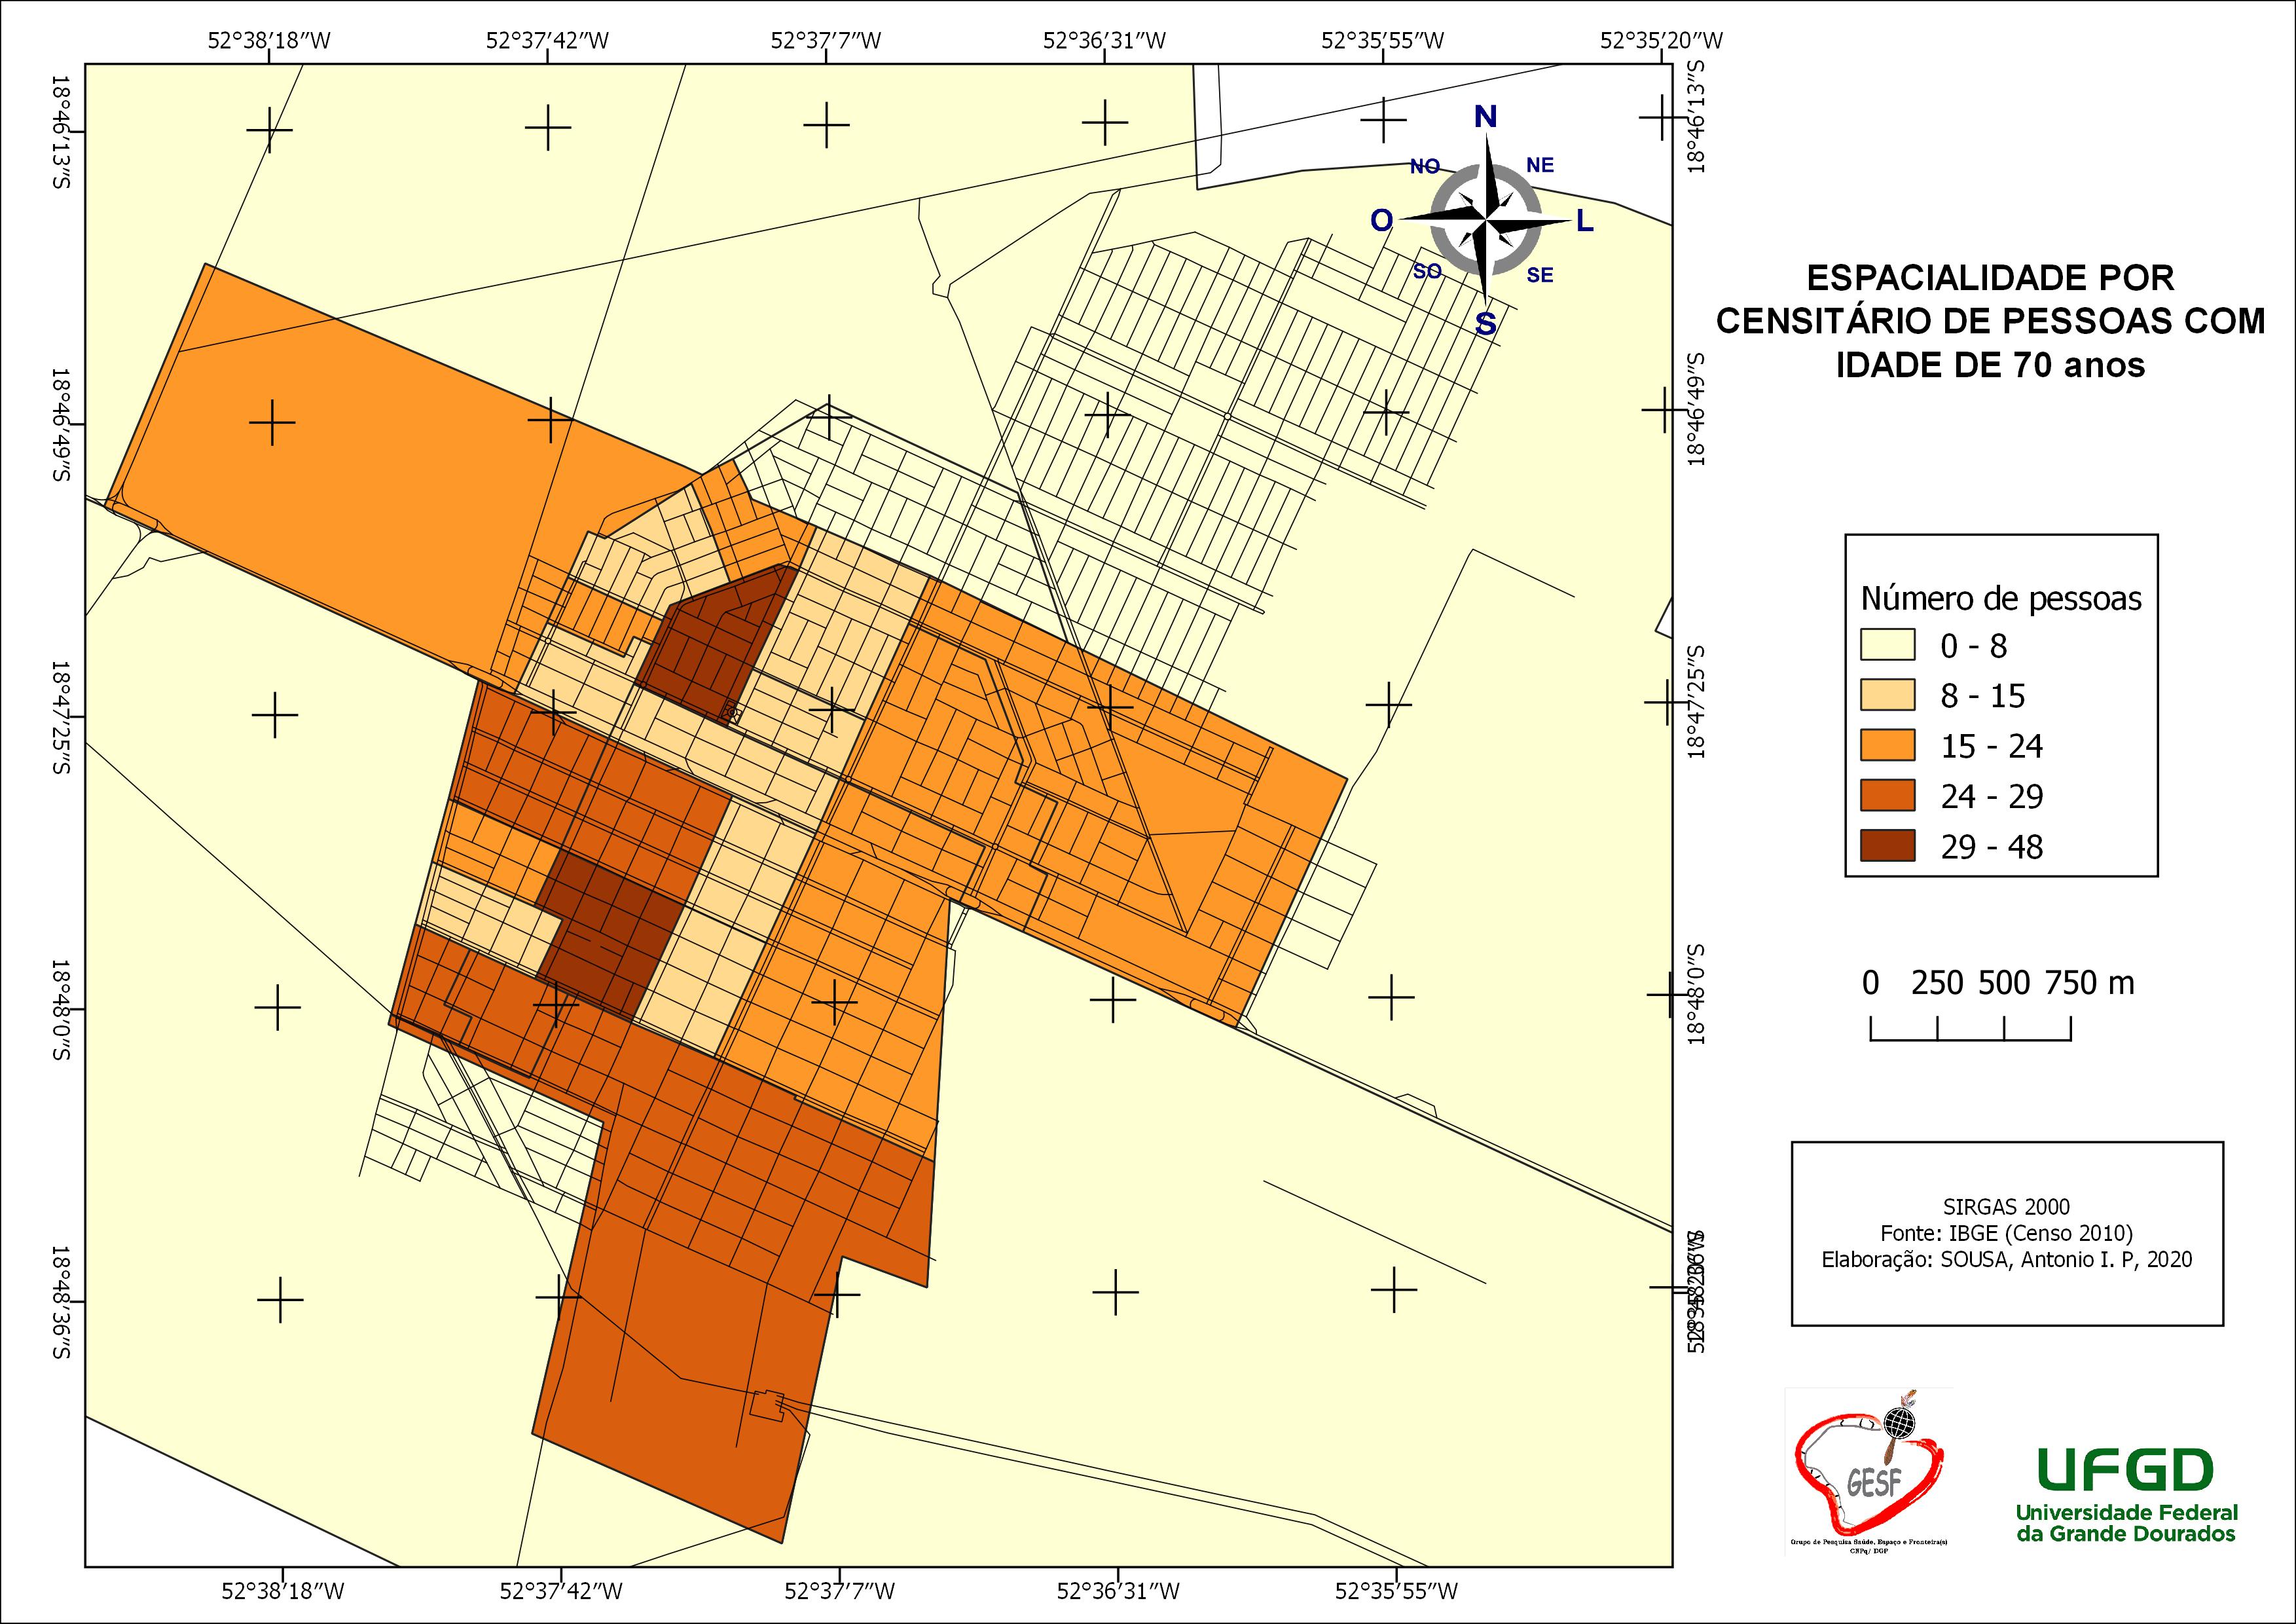 52°38'18"W 52°37'42"W 52°37'7"W 52°36'31"W 52°35'55"W 52°35'20"W
18°46'13"S
18°46'49"S
18°47'25"S
18°48'0"S
18°48'36"S
N
NO
NE
O
L
SO
SE
S
18°46'13"S
18°46'49"S
18°47'25"S
18°48'0"S
52°38'18"W 52°37'42"W 52°37'7"W 52°36'31"W 52°35'55"W
ESPACIALIDADE POR
CENSITÁRIO DE PESSOAS COM
IDADE DE 70 anos
Número de pessoas
0 - 8
8 - 15
15 - 24
24 - 29
29 - 48
0 250 500 750 m
SIRGAS 2000
Fonte: IBGE (Censo 2010)
Elaboração: SOUSA, Antonio I. P, 2020
GESF
Grupo de Pesquisa Saúde, Espaço e Fronteira(s)
CNPq/ DGP
UFGD
Universidade Federal
da Grande Dourados